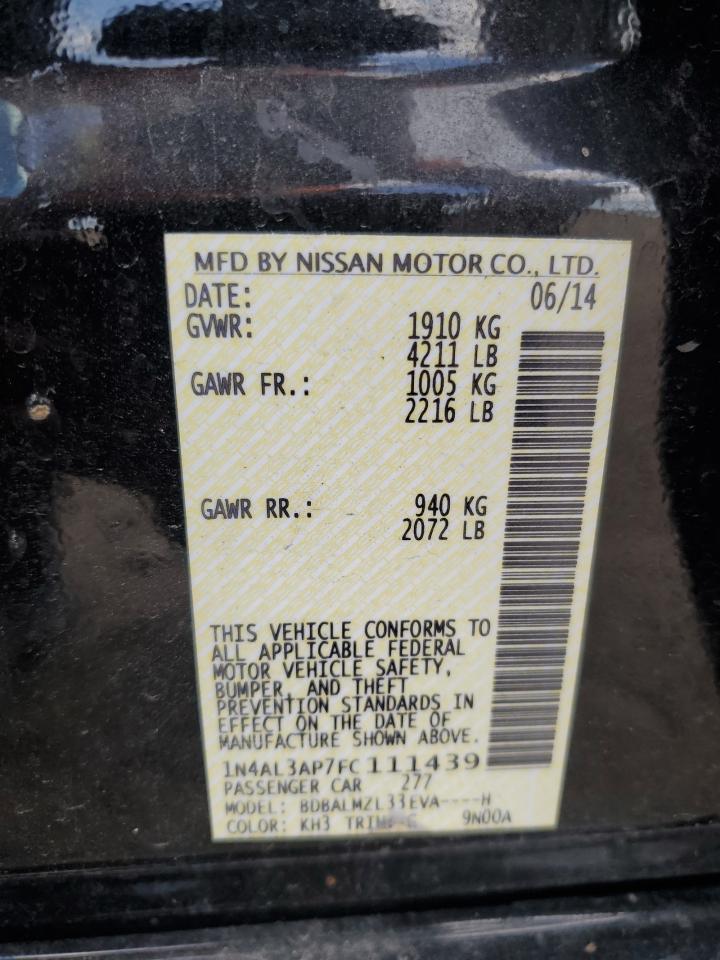 MFD BY NISSAN MOTOR CO., LTD.
DATE: 06/14
GVWR: 1910 KG
4211 LB
GAWR FR.: 1005 KG
2216 LB
GAWR RR.: 940 KG
2072 LB
THIS VEHICLE CONFORMS TO
ALL APPLICABLE FEDERAL
MOTOR VEHICLE SAFETY,
BUMPER, AND THEFT
PREVENTION STANDARDS IN
EFFECT ON THE DATE OF
MANUFACTURE SHOWN ABOVE.
1N4AL3AP7FC111439
PASSENGER CAR 277
MODEL: BDBALMZL33EVA----H
COLOR: KH3 TRIM: G 9N00A